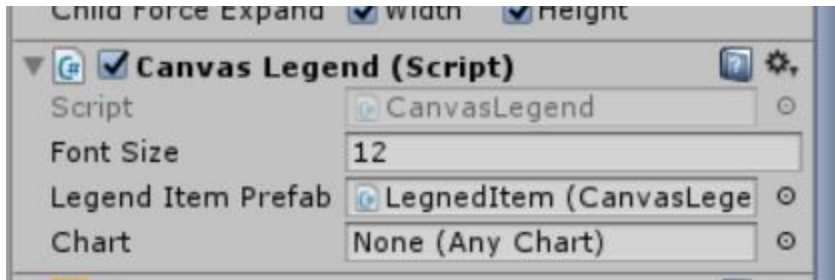 Child Force Expand Width Height
Canvas Legend (Script)
Script CanvasLegend
Font Size 12
Legend Item Prefab LegnedItem (CanvasLege
Chart None (Any Chart)